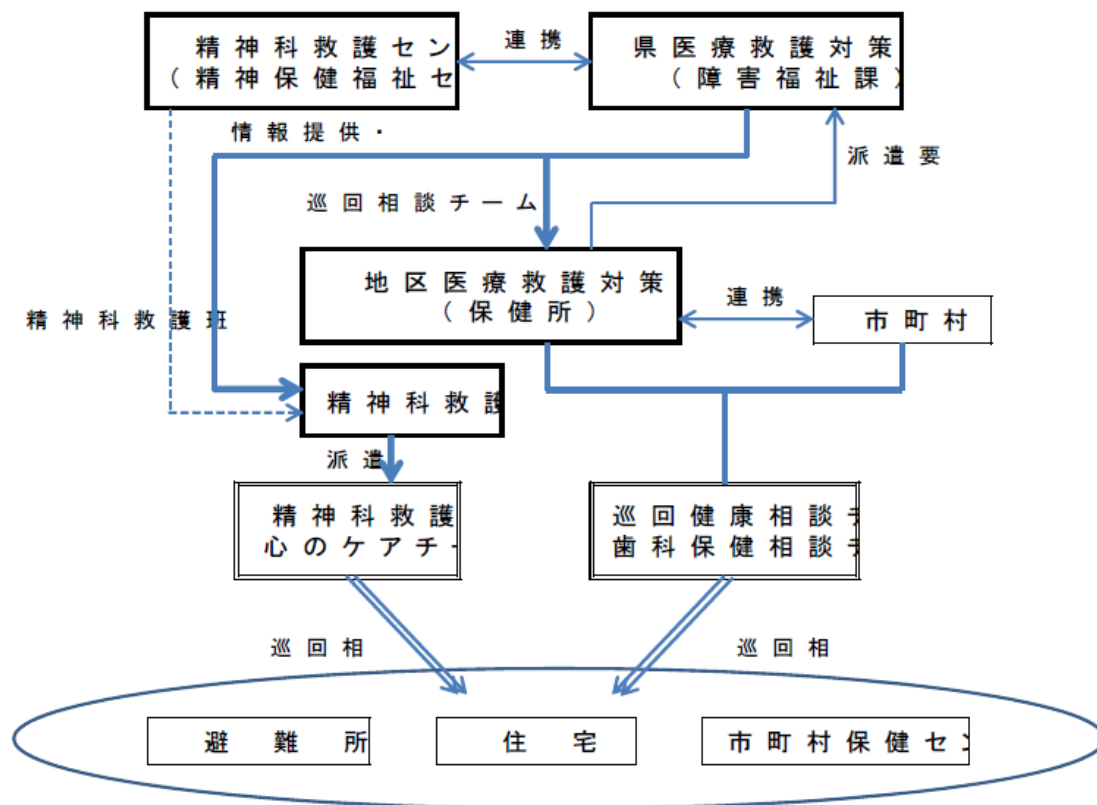 精神科救護セン
(精神保健福祉セ
連携
県医療救護対策
(障害福祉課)
情報提供・
派遣要
巡回相談チーム
地区医療救護対策
(保健所)
連携
市町村
精神科救護班
精神科救護
派遣
精神科救護
心のケアチー
巡回健康相談チ
歯科保健相談チ
巡回相
巡回相
避難所
住宅
市町村保健セン